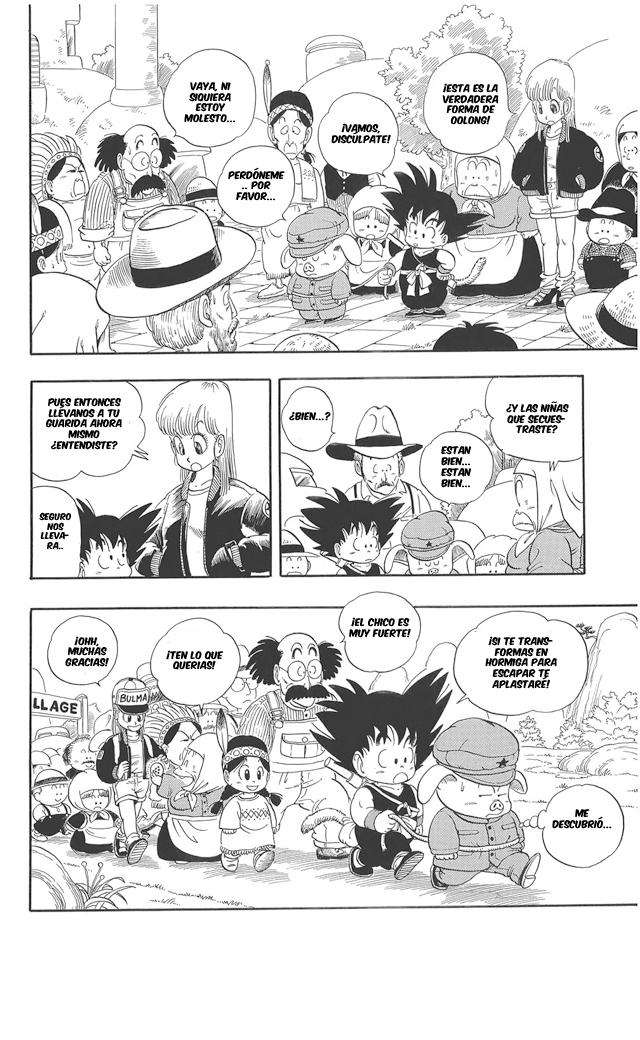 ¡ESTA ES LA
VERDADERA
FORMA DE
OOLONG!
¡VAMOS,
DISCÚLPATE!
PERDÓNEME
.. POR
FAVOR...
VAYA, NI
SIQUIERA
ESTOY
MOLESTO...
¿Y LAS NIÑAS
QUE SECUES-
TRASTE?
ESTAN
BIEN...
ESTAN
BIEN...
¿BIEN...?
PUES ENTONCES
LLEVANOS A TU
GUARIDA AHORA
MISMO
¿ENTENDISTE?
SEGURO
NOS
LLEVA-
RA..
¡SI TE TRANS-
FORMAS EN
HORMIGA PARA
ESCAPAR TE
APLASTARE!
ME
DESCUBRIÓ...
¡EL CHICO ES
MUY FUERTE!
¡TEN LO QUE
QUERIAS!
¡OHH,
MUCHAS
GRACIAS!
BULMA
LLAGE